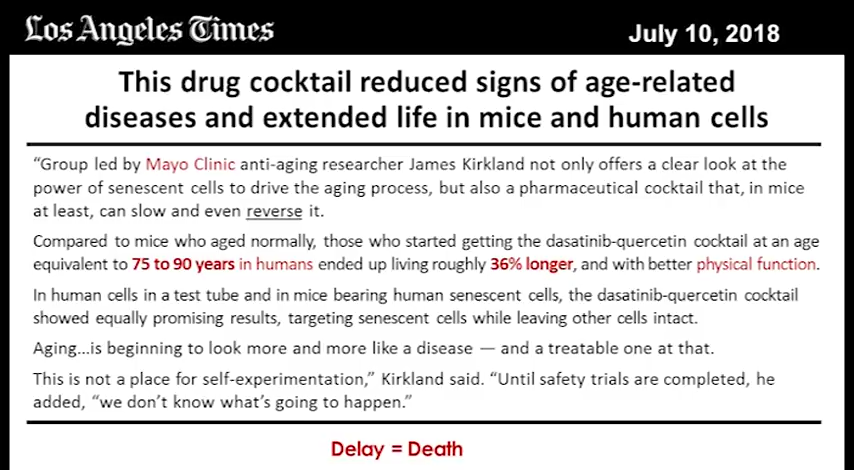 Los Angeles Times
July 10, 2018
This drug cocktail reduced signs of age-related
diseases and extended life in mice and human cells
“Group led by Mayo Clinic anti-aging researcher James Kirkland not only offers a clear look at the
power of senescent cells to drive the aging process, but also a pharmaceutical cocktail that, in mice
at least, can slow and even reverse it.
Compared to mice who aged normally, those who started getting the dasatinib-quercetin cocktail at an age
equivalent to 75 to 90 years in humans ended up living roughly 36% longer, and with better physical function.
In human cells in a test tube and in mice bearing human senescent cells, the dasatinib-quercetin cocktail
showed equally promising results, targeting senescent cells while leaving other cells intact.
Aging...is beginning to look more and more like a disease — and a treatable one at that.
This is not a place for self-experimentation,” Kirkland said. “Until safety trials are completed, he
added, “we don’t know what’s going to happen.”
Delay = Death